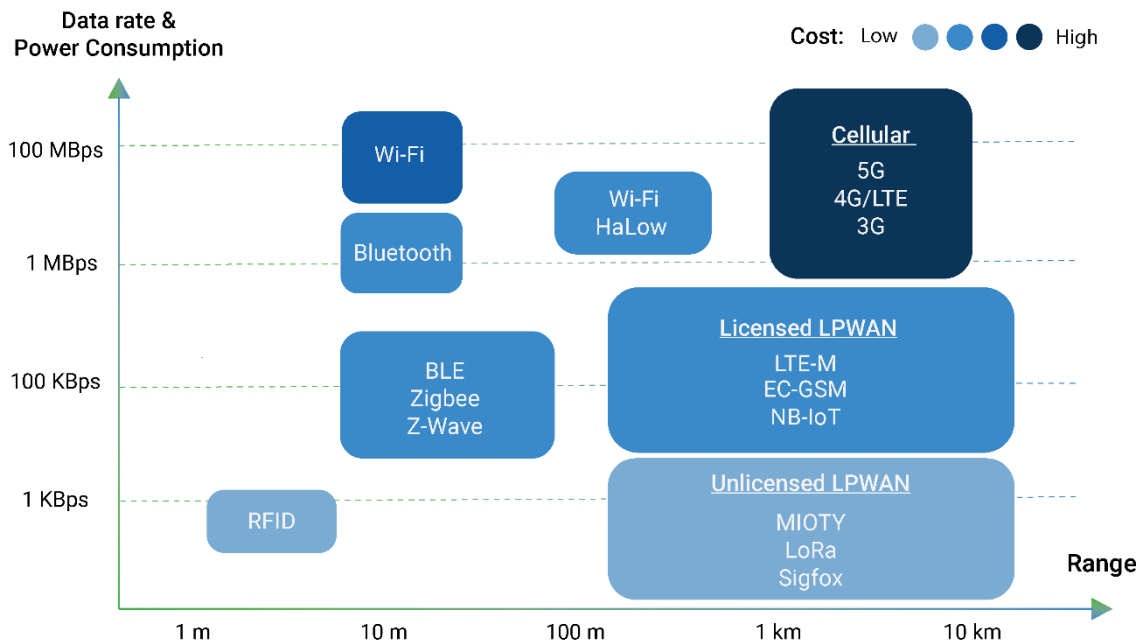 Data rate &
Power Consumption
Cost: Low High
100 MBps
Wi-Fi
Cellular
5G
4G/LTE
3G
Wi-Fi
HaLow
Bluetooth
1 MBps
Licensed LPWAN
LTE-M
EC-GSM
NB-IoT
BLE
Zigbee
Z-Wave
100 KBps
Unlicensed LPWAN
MIOTY
LoRa
Sigfox
1 KBps
RFID
Range
1 m 10 m 100 m 1 km 10 km